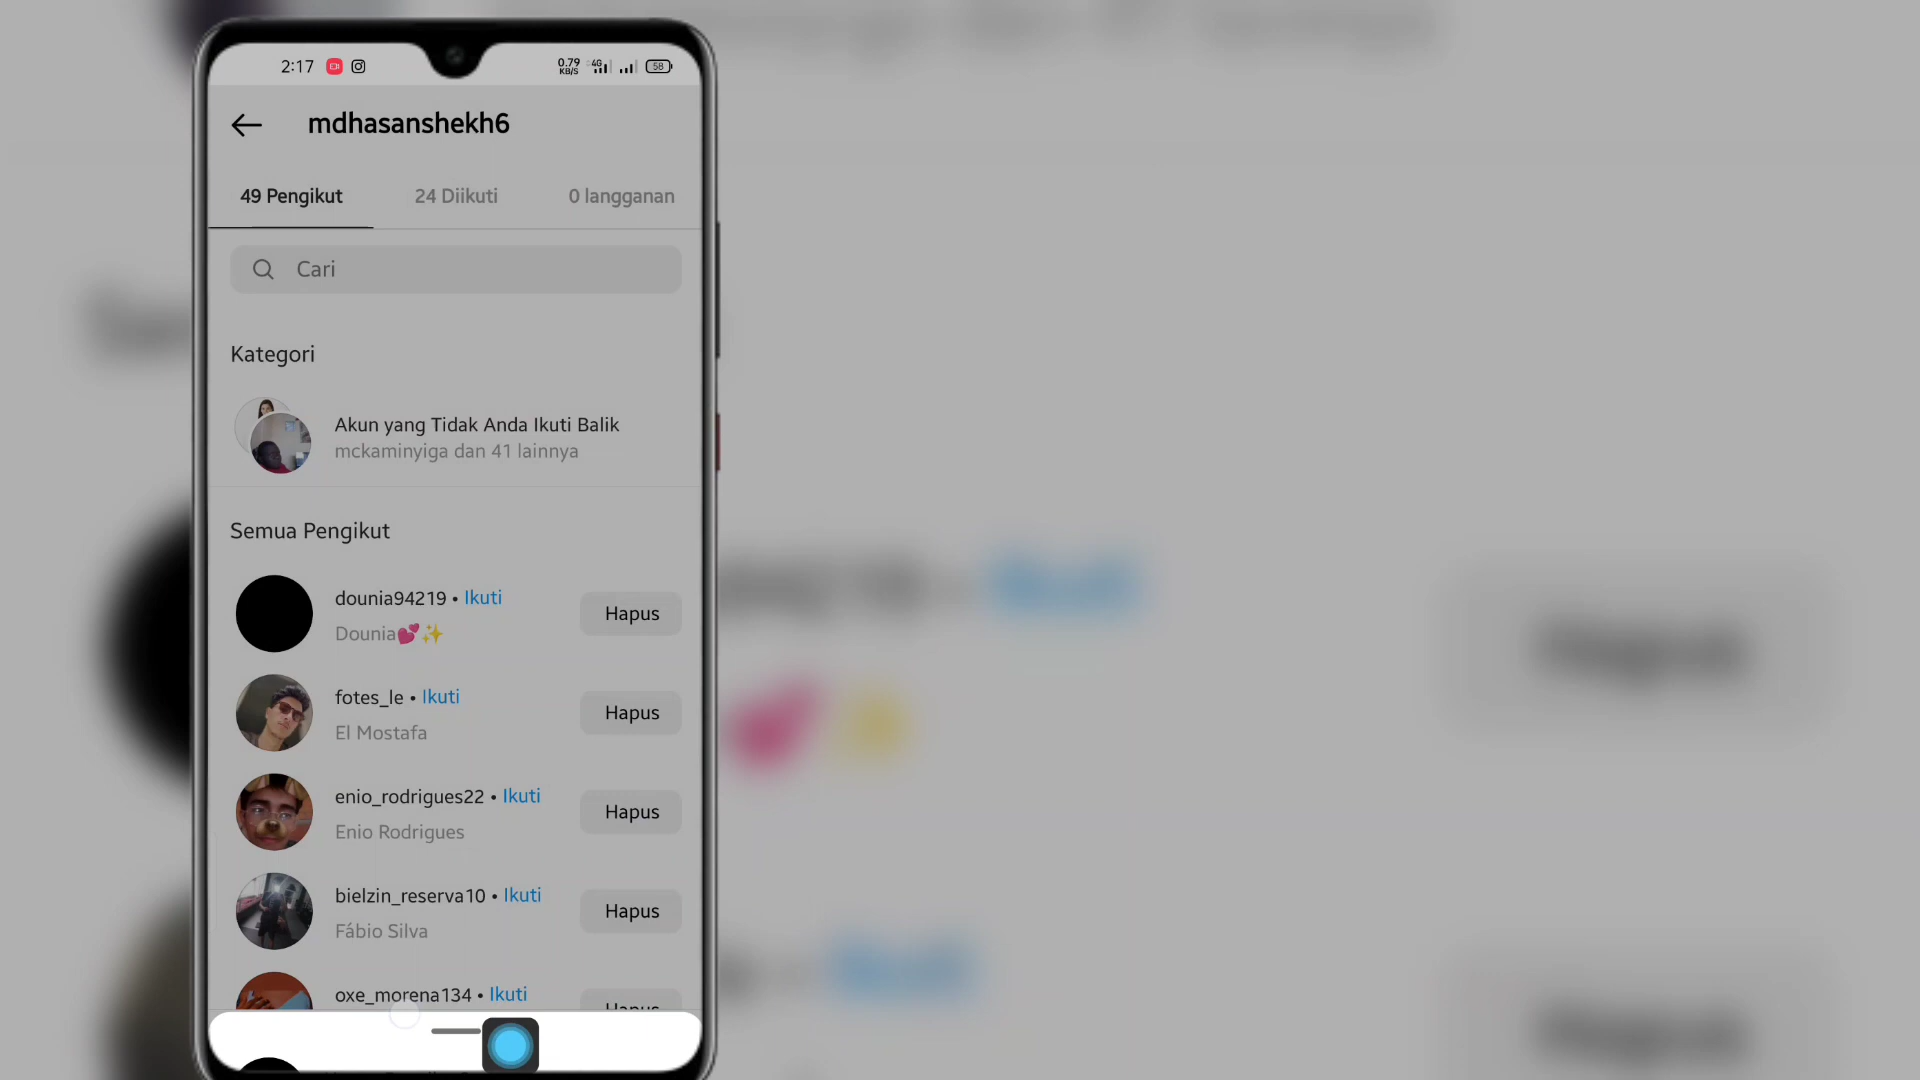 2:17
0.79 KB/S 4G 58
mdhasanshekh6
49 Pengikut 24 Diikuti 0 langganan
Cari
Kategori
Akun yang Tidak Anda Ikuti Balik
mckaminyiga dan 41 lainnya
Semua Pengikut
dounia94219 • Ikuti
Hapus
Dounia💕✨
fotes_le • Ikuti
Hapus
El Mostafa
enio_rodrigues22 • Ikuti
Hapus
Enio Rodrigues
bielzin_reserva10 • Ikuti
Hapus
Fábio Silva
oxe_morena134 • Ikuti
Hapus